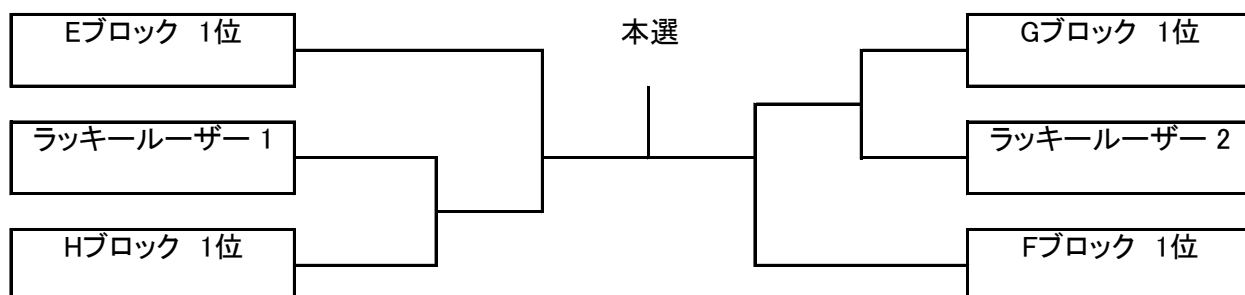 Eブロック 1位
ラッキールーザー 1
Hブロック 1位
本選
Gブロック 1位
ラッキールーザー 2
Fブロック 1位